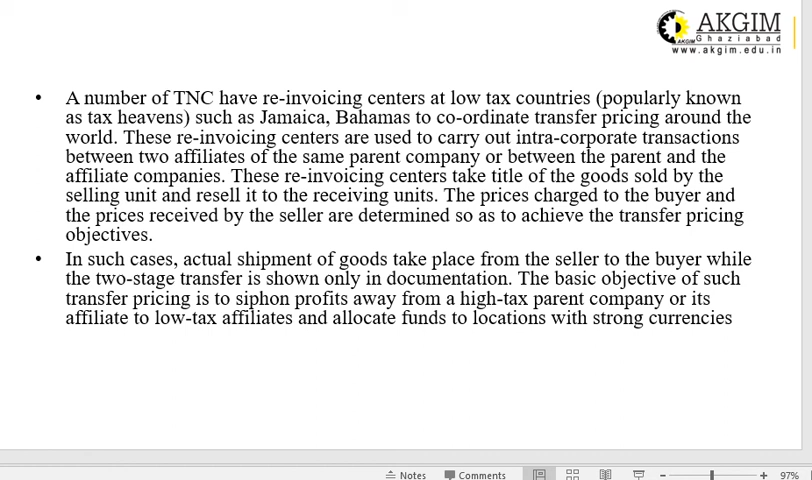 AKGIM
Ghaziabad
AKGIM
www.akgim.edu.in
• A number of TNC have re-invoicing centers at low tax countries (popularly known
as tax heavens) such as Jamaica, Bahamas to co-ordinate transfer pricing around the
world. These re-invoicing centers are used to carry out intra-corporate transactions
between two affiliates of the same parent company or between the parent and the
affiliate companies. These re-invoicing centers take title of the goods sold by the
selling unit and resell it to the receiving units. The prices charged to the buyer and
the prices received by the seller are determined so as to achieve the transfer pricing
objectives.
• In such cases, actual shipment of goods take place from the seller to the buyer while
the two-stage transfer is shown only in documentation. The basic objective of such
transfer pricing is to siphon profits away from a high-tax parent company or its
affiliate to low-tax affiliates and allocate funds to locations with strong currencies
Notes Comments 97%